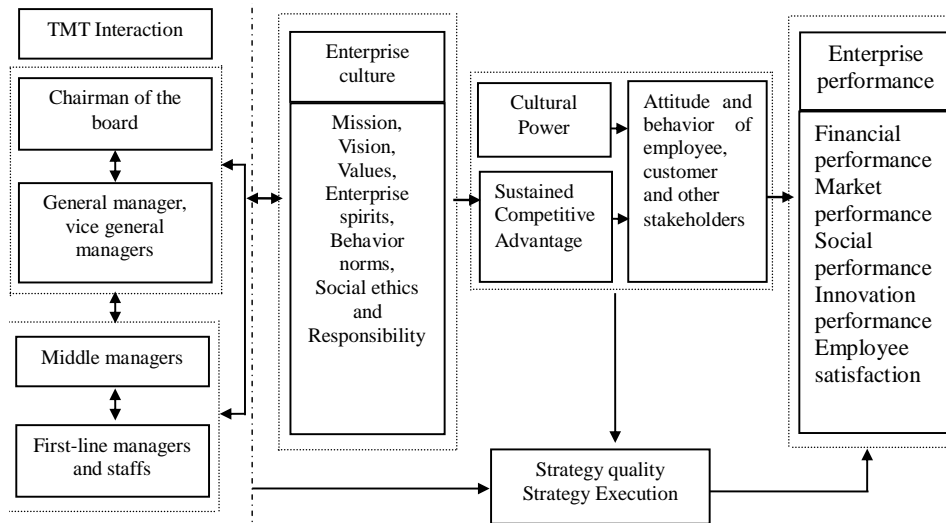 TMT Interaction
Chairman of the
board
General manager,
vice general
managers
Middle managers
First-line managers
and staffs
Enterprise
culture
Mission,
Vision,
Values,
Enterprise
spirits,
Behavior
norms,
Social ethics
and
Responsibility
Cultural
Power
Sustained
Competitive
Advantage
Attitude and
behavior of
employee,
customer
and other
stakeholders
Strategy quality
Strategy Execution
Enterprise
performance
Financial
performance
Market
performance
Social
performance
Innovation
performance
Employee
satisfaction